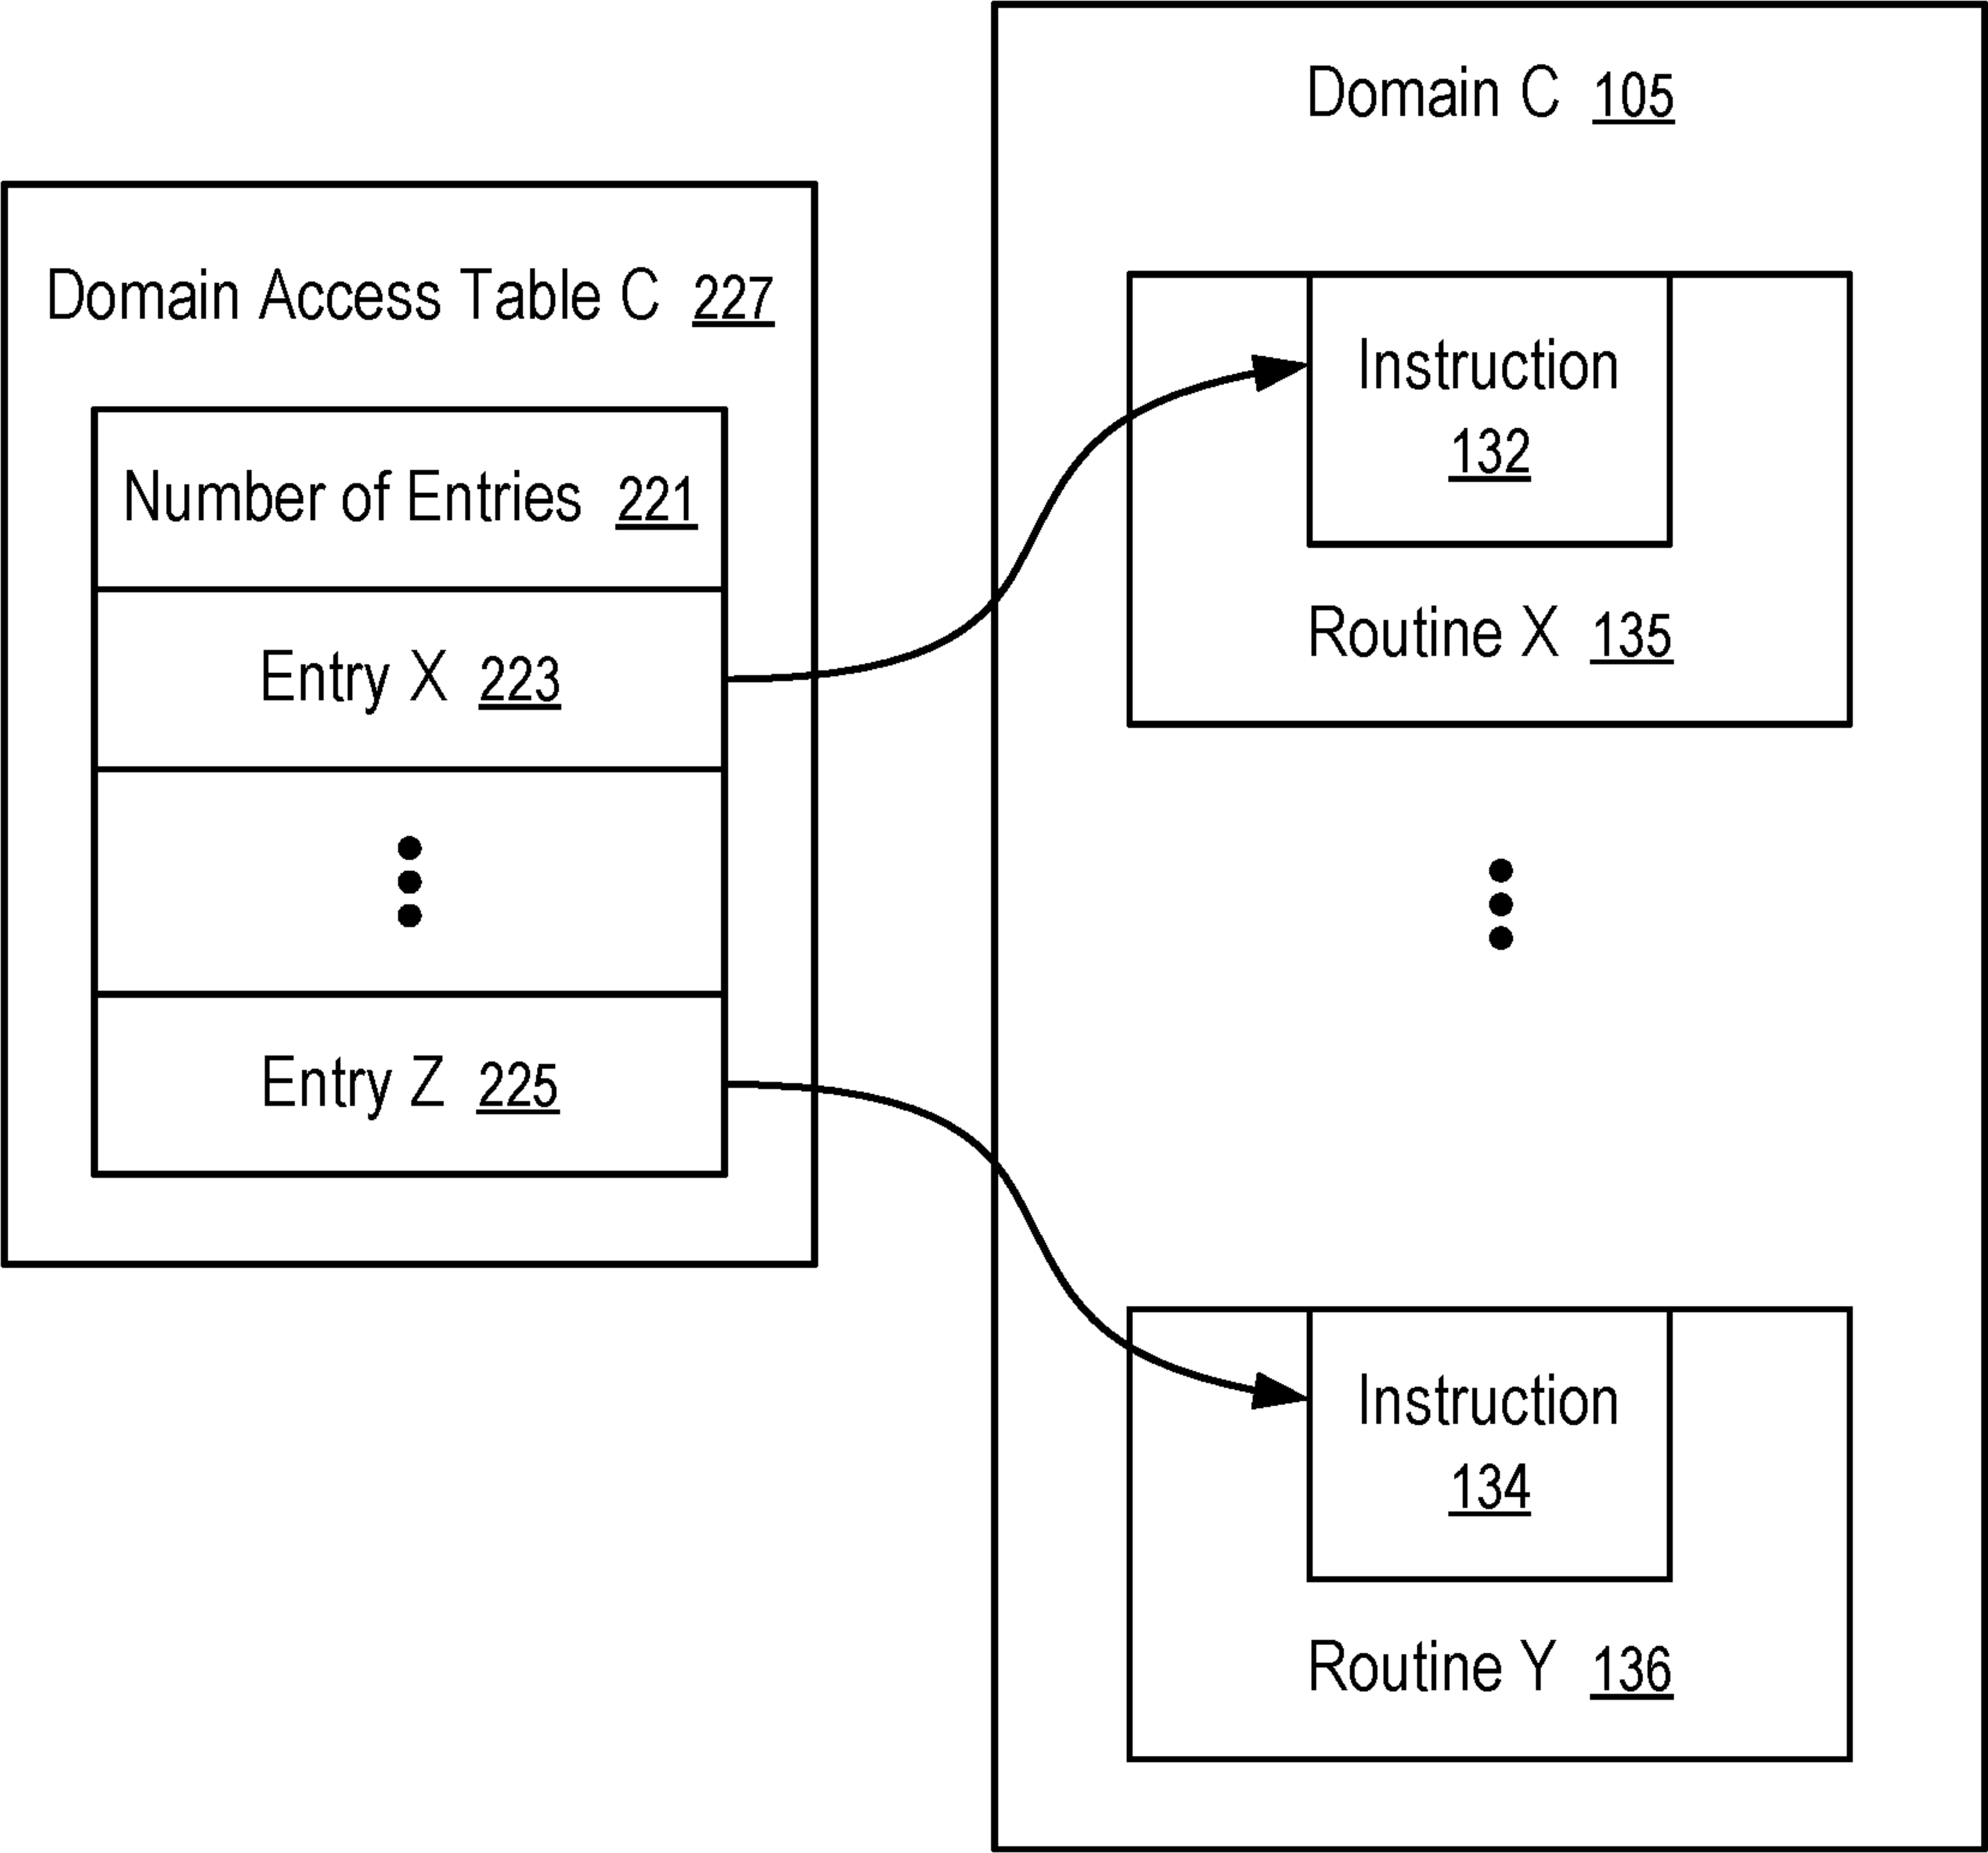 Domain C 105
Domain Access Table C 227
Number of Entries 221
Entry X 223
Entry Z 225
Instruction
132
Routine X 135
Instruction
134
Routine Y 136